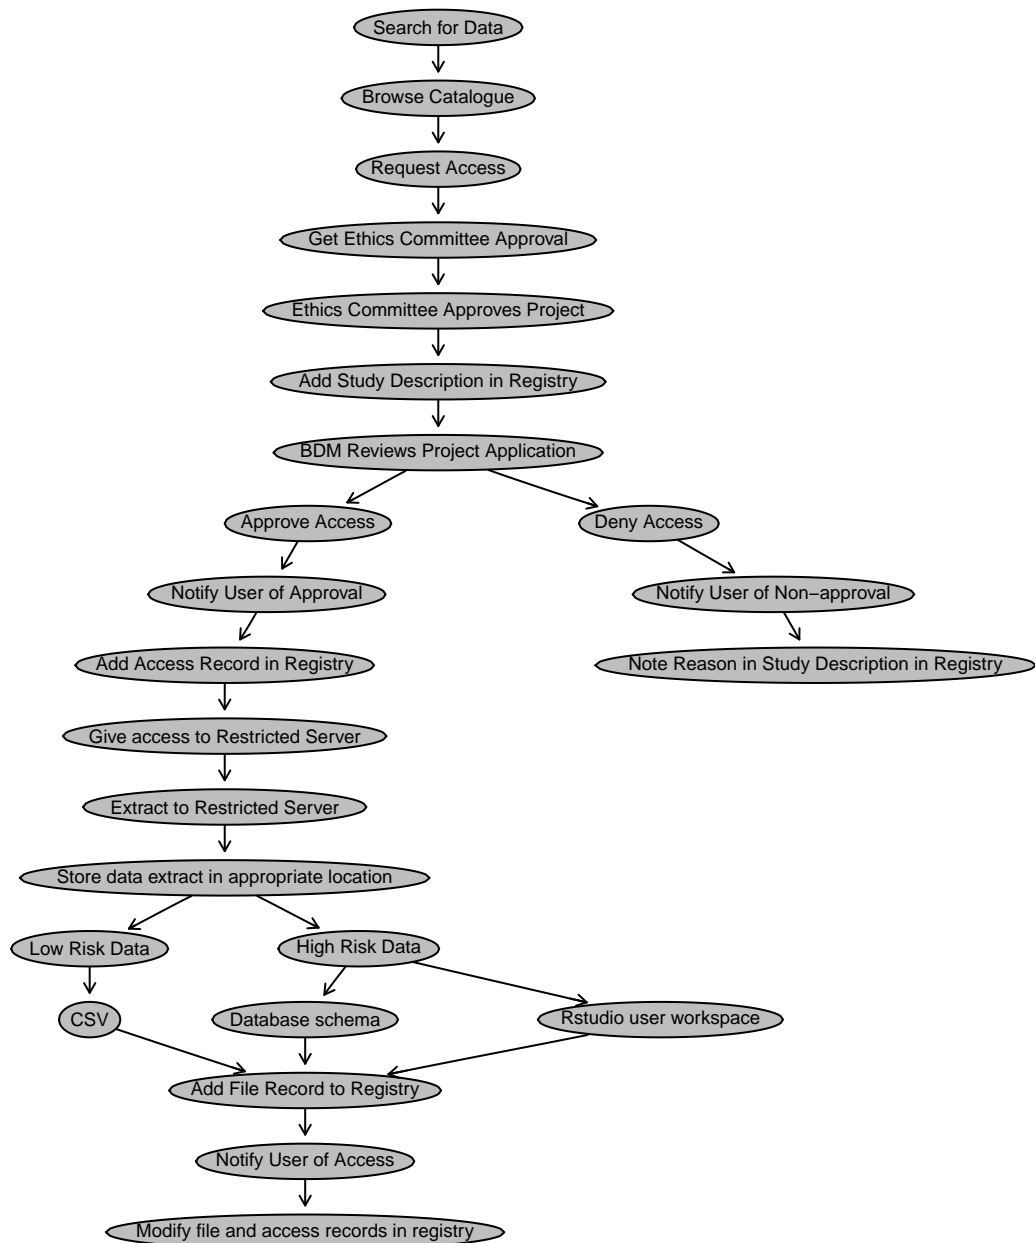 Search for Data
Browse Catalogue
Request Access
Get Ethics Committee Approval
Ethics Committee Approves Project
Add Study Description in Registry
BDM Reviews Project Application
Approve Access
Deny Access
Notify User of Approval
Notify User of Non−approval
Add Access Record in Registry
Note Reason in Study Description in Registry
Give access to Restricted Server
Extract to Restricted Server
Store data extract in appropriate location
Low Risk Data
High Risk Data
CSV
Database schema
Rstudio user workspace
Add File Record to Registry
Notify User of Access
Modify file and access records in registry